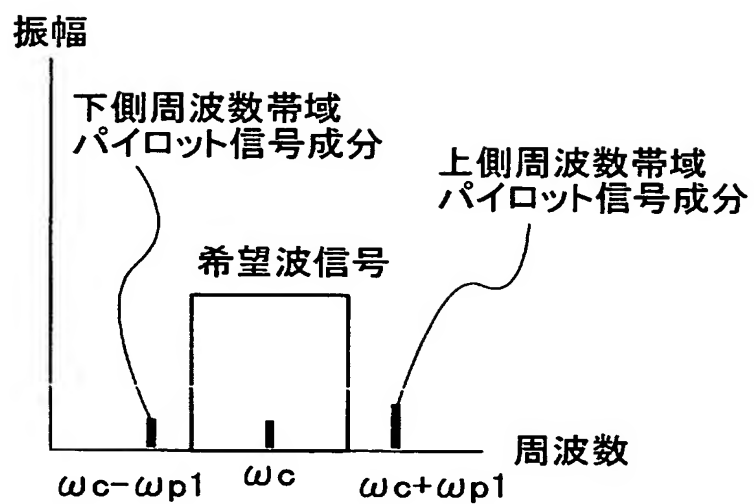 振幅
下側周波数帯域
パイロット信号成分
上側周波数帯域
パイロット信号成分
希望波信号
周波数
ωc-ωp1
ωc
ωc+ωp1